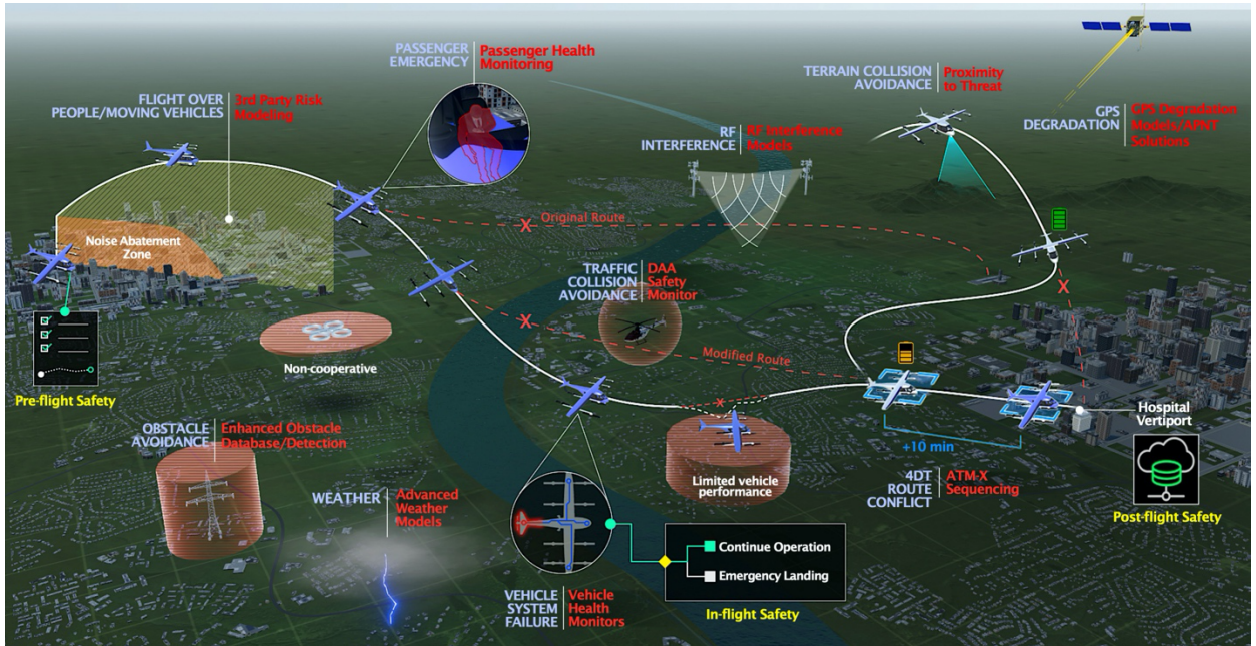 PASSENGER
EMERGENCY
Passenger Health
Monitoring
FLIGHT OVER
PEOPLE/MOVING VEHICLES
3rd Party Risk
Modeling
TERRAIN COLLISION
AVOIDANCE
Proximity
to Threat
GPS
DEGRADATION
GPS Degradation
Models/APNT
Solutions
RF
INTERFERENCE
RF Interference
Models
Noise Abatement
Zone
X
Original Route
TRAFFIC
COLLISION
AVOIDANCE
DAA
Safety
Monitor
X
X
Modified Route
Non-cooperative
Pre-flight Safety
x
Hospital
Vertiport
+10 min
OBSTACLE
AVOIDANCE
Enhanced Obstacle
Database/Detection
Limited vehicle
performance
4DT
ROUTE
CONFLICT
ATM-X
Sequencing
WEATHER
Advanced
Weather
Models
Post-flight Safety
Continue Operation
Emergency Landing
In-flight Safety
VEHICLE
SYSTEM
FAILURE
Vehicle
Health
Monitors